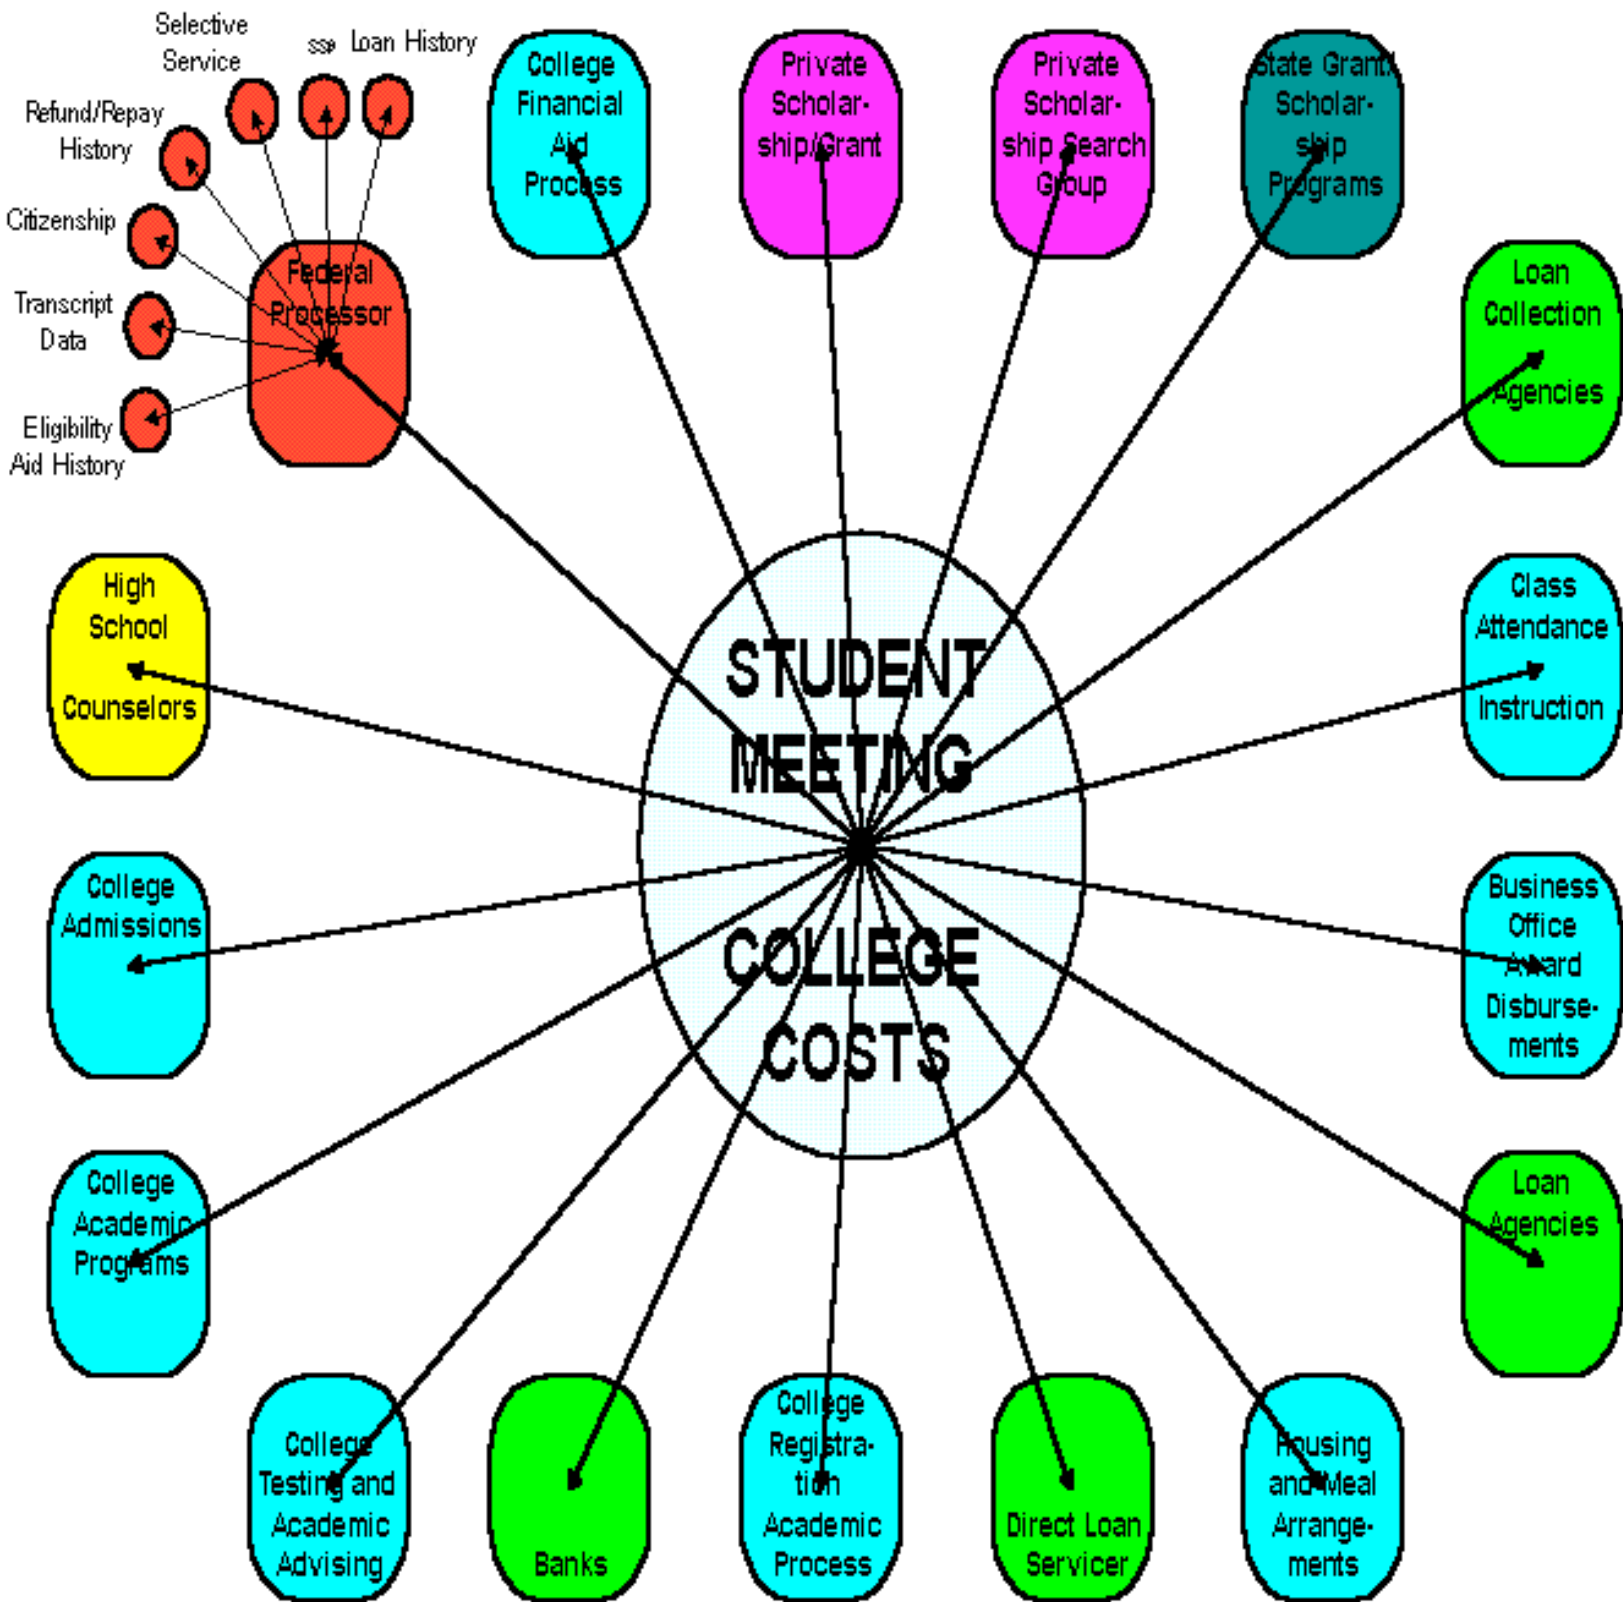 Selective
Service
Loan History
Refund/Repay
History
Citizenship
Transcript
Data
Eligibility
Aid History
Federal
Processor
College
Financial
Aid
Process
Private
Scholar-
ship/Grant
Private
Scholar-
ship Search
Group
State Grant/
Scholar-
ship
Programs
Loan
Collection
Agencies
High
School
Counselors
STUDENT
MEETING
COLLEGE
COSTS
Class
Attendance
Instruction
College
Admissions
Business
Office
Award
Disburse-
ments
College
Academic
Programs
Loan
Agencies
College
Testing and
Academic
Advising
Banks
College
Registra-
tion
Academic
Process
Direct Loan
Servicer
Housing
and Meal
Arrange-
ments